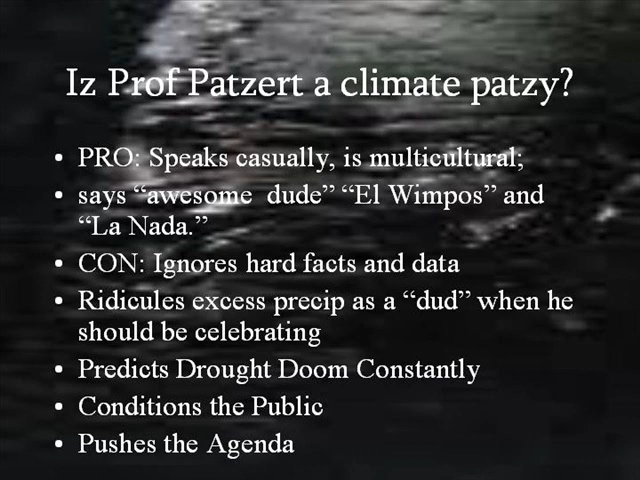 Iz Prof Patzert a climate patzy?
• PRO: Speaks casually, is multicultural;
• says “awesome  dude” “El Wimpos” and
“La Nada.”
• CON: Ignores hard facts and data
• Ridicules excess precip as a “dud” when he
should be celebrating
• Predicts Drought Doom Constantly
• Conditions the Public
• Pushes the Agenda